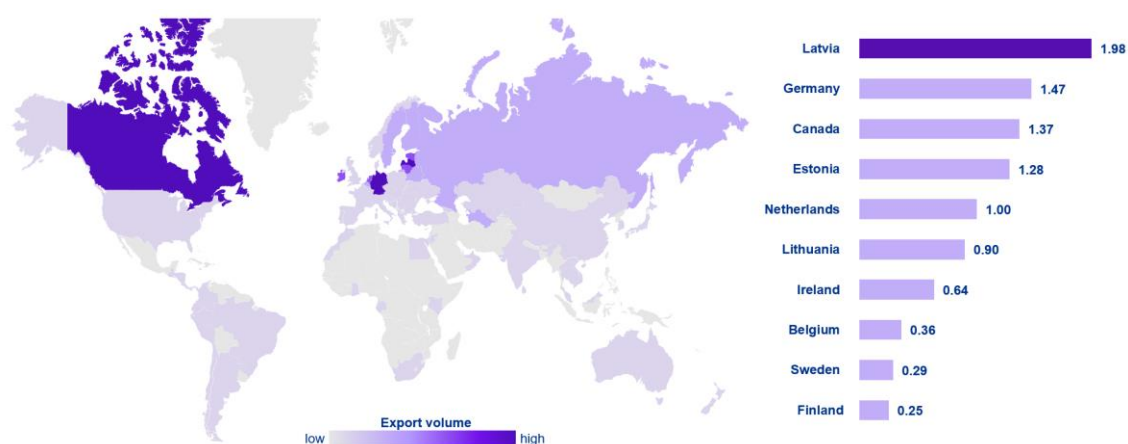 Latvia 1.98
Germany 1.47
Canada 1.37
Estonia 1.28
Netherlands 1.00
Lithuania 0.90
Ireland 0.64
Belgium 0.36
Sweden 0.29
Finland 0.25
Export volume
low high